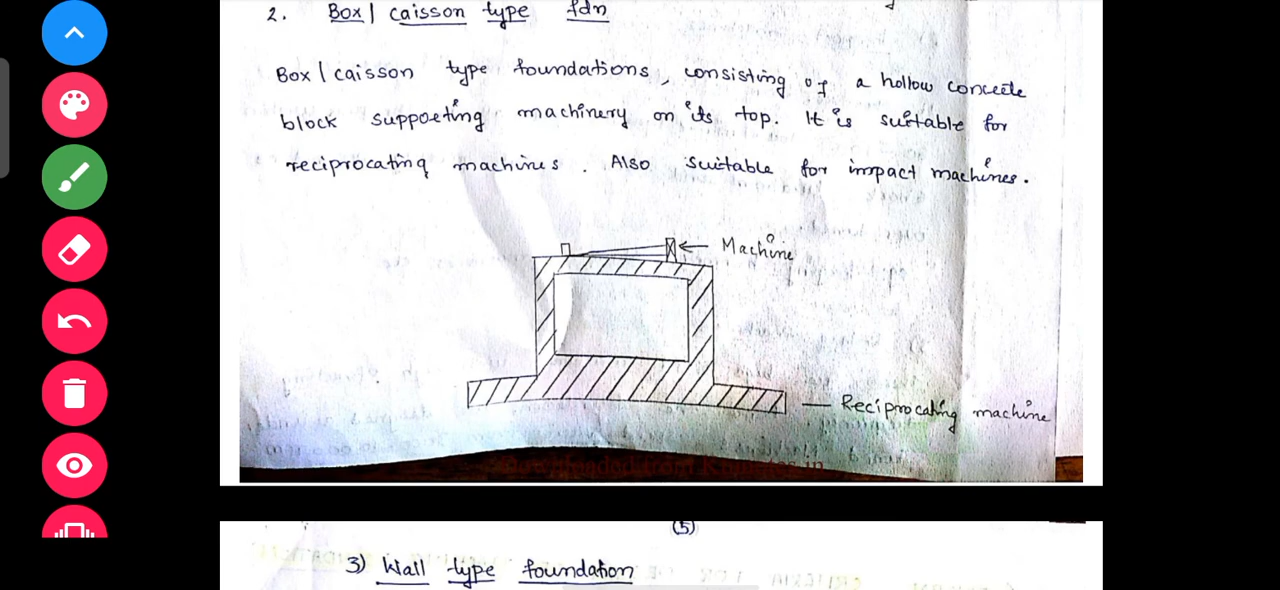 2. Box/ caisson type fdn
Box/caisson type foundations, consisting of a hollow concrete
block supporting machinery on its top. It is suitable for
reciprocating machines. Also suitable for impact machines.
← Machine
— Reciprocating machine
(5)
3) Wall type foundation